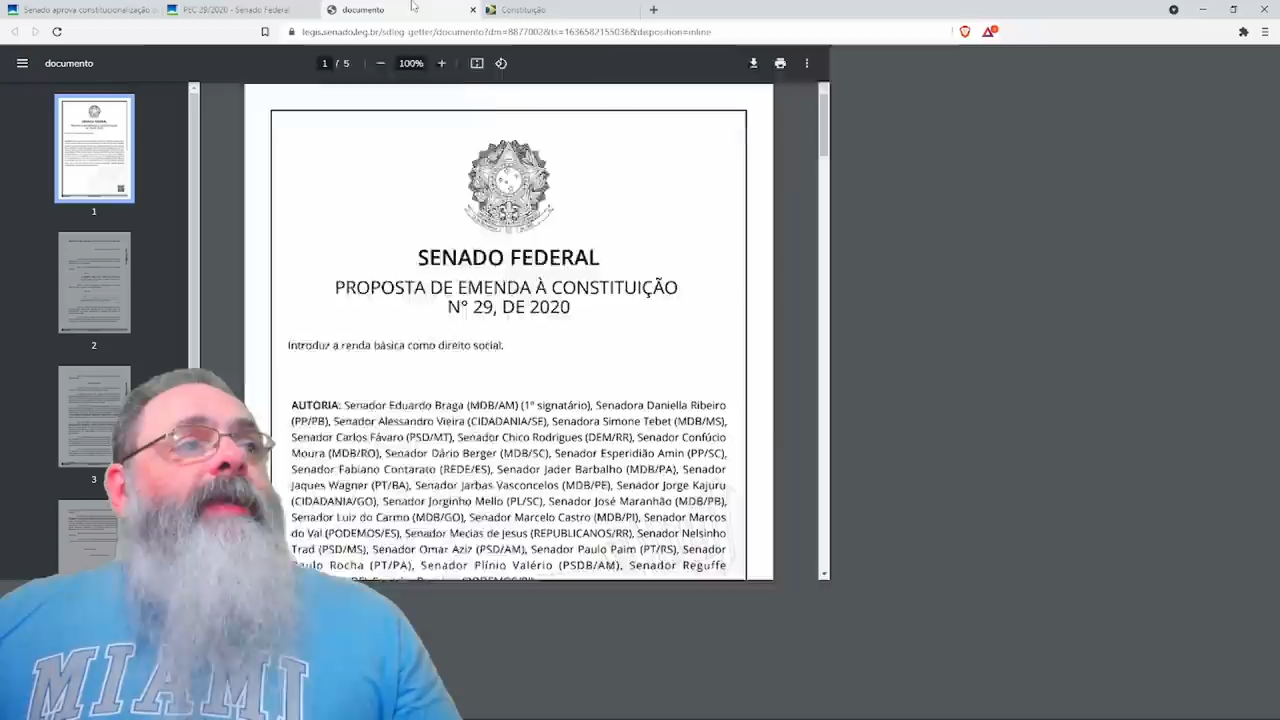 Senado aprova constitucionalização
PEC 29/2020 - Senado Federal
documento
Constituição
legis.senado.leg.br/sdleg-getter/documento?dm=8877002&ts=1636582155036&disposition=inline
documento
1 / 5
100%
1
2
3
SENADO FEDERAL
PROPOSTA DE EMENDA À CONSTITUIÇÃO
N° 29, DE 2020
Introduz a renda básica como direito social.
AUTORIA: Senador Eduardo Braga (MDB/AM) (1º signatário), Senadora Daniella Ribeiro
(PP/PB), Senador Alessandro Vieira (CIDADANIA/SE), Senadora Simone Tebet (MDB/MS),
Senador Carlos Fávaro (PSD/MT), Senador Chico Rodrigues (DEM/RR), Senador Confúcio
Moura (MDB/RO), Senador Dário Berger (MDB/SC), Senador Esperidião Amin (PP/SC),
Senador Fabiano Contarato (REDE/ES), Senador Jader Barbalho (MDB/PA), Senador
Jaques Wagner (PT/BA), Senador Jarbas Vasconcelos (MDB/PE), Senador Jorge Kajuru
(CIDADANIA/GO), Senador Jorginho Mello (PL/SC), Senador José Maranhão (MDB/PB),
Senador Luiz do Carmo (MDB/GO), Senador Marcelo Castro (MDB/PI), Senador Marcos
do Val (PODEMOS/ES), Senador Mecias de Jesus (REPUBLICANOS/RR), Senador Nelsinho
Trad (PSD/MS), Senador Omar Aziz (PSD/AM), Senador Paulo Paim (PT/RS), Senador
Paulo Rocha (PT/PA), Senador Plínio Valério (PSDB/AM), Senador Reguffe
MIAMI